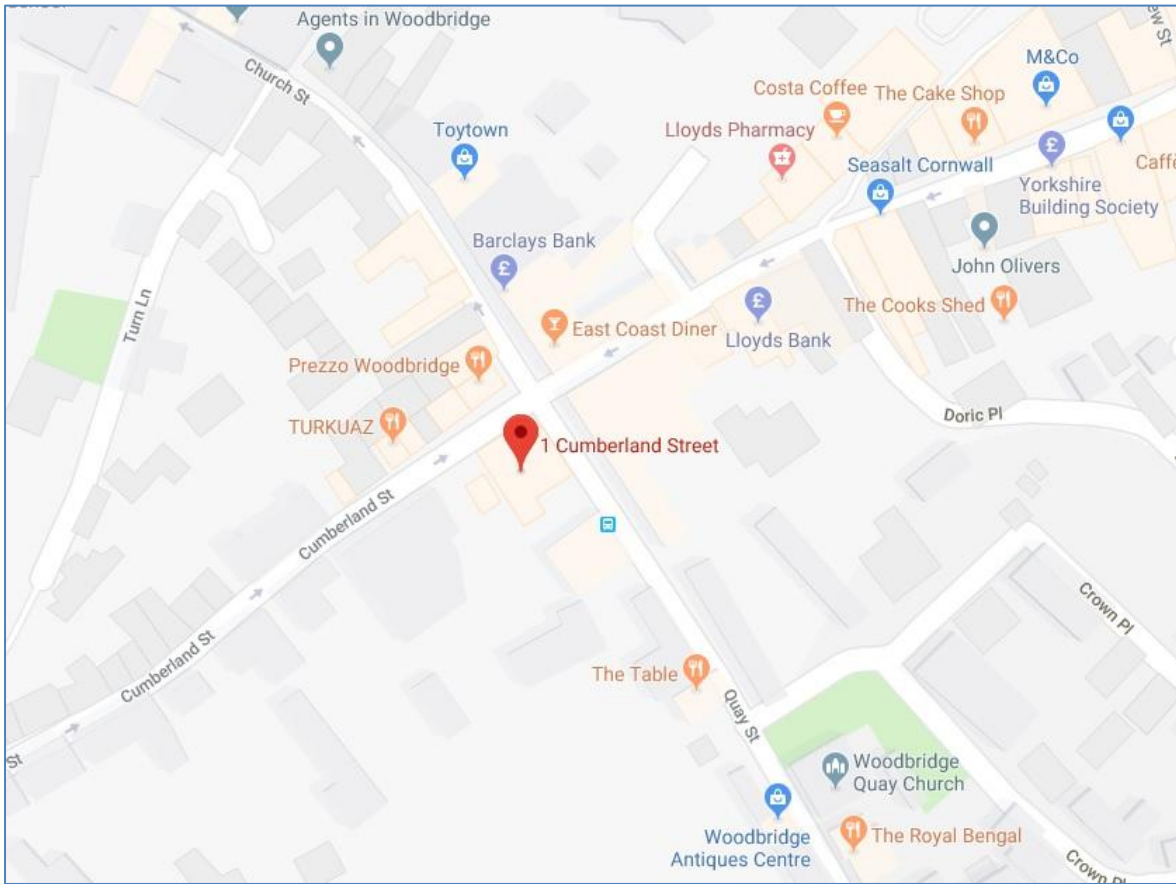 Agents in Woodbridge
Church St
Toytown
Costa Coffee
The Cake Shop
M&Co
Lloyds Pharmacy
Seasalt Cornwall
£
Yorkshire
Building Society
Caffè
Turn Ln
Barclays Bank
£
John Olivers
£
Lloyds Bank
The Cooks Shed
East Coast Diner
Prezzo Woodbridge
TURKUAZ
Doric Pl
1 Cumberland Street
Cumberland St
Cumberland St
St
Crown Pl
The Table
Quay St
Woodbridge
Quay Church
Woodbridge
Antiques Centre
The Royal Bengal
Crown Pl